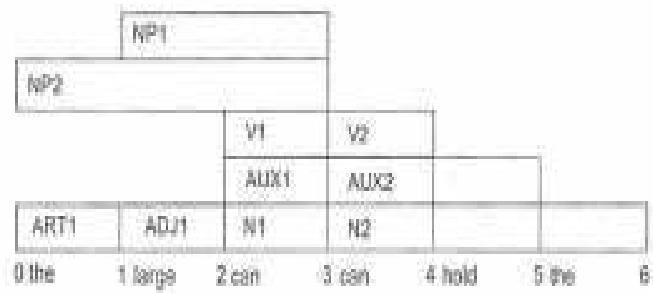 NP1
NP2
V1 V2
AUX1 AUX2
ART1 ADJ1 N1 N2
0 the 1 large 2 can 3 can 4 hold 5 the 6